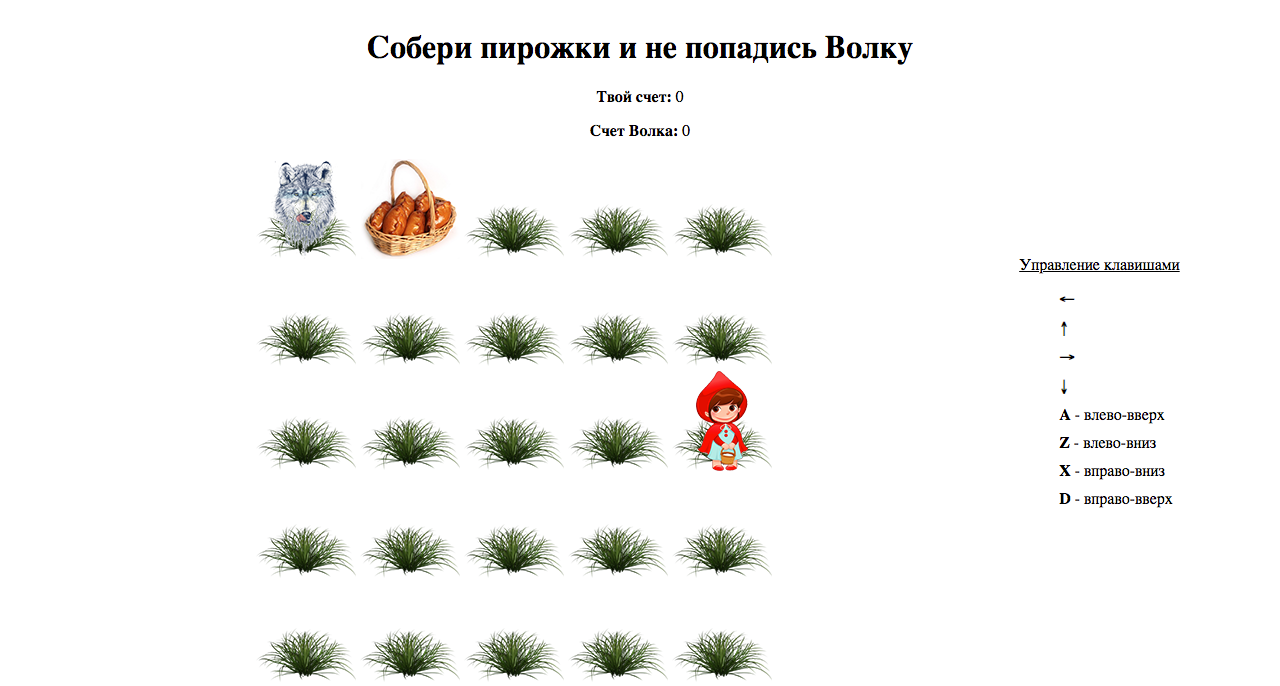 Собери пирожки и не попадись Волку
Твой счет: 0
Счет Волка: 0
Управление клавишами
←
↑
→
↓
A - влево-вверх
Z - влево-вниз
X - вправо-вниз
D - вправо-вверх